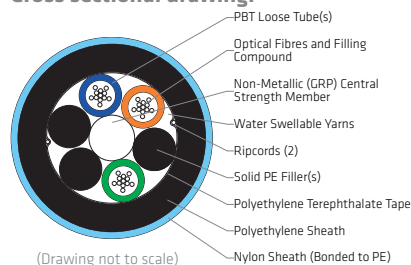 Cross sectional drawing:
PBT Loose Tube(s)
Optical Fibres and Filling
Compound
Non-Metallic (GRP) Central
Strength Member
Water Swellable Yarns
Ripcords (2)
Solid PE Filler(s)
Polyethylene Terephthalate Tape
Polyethylene Sheath
Nylon Sheath (Bonded to PE)
(Drawing not to scale)